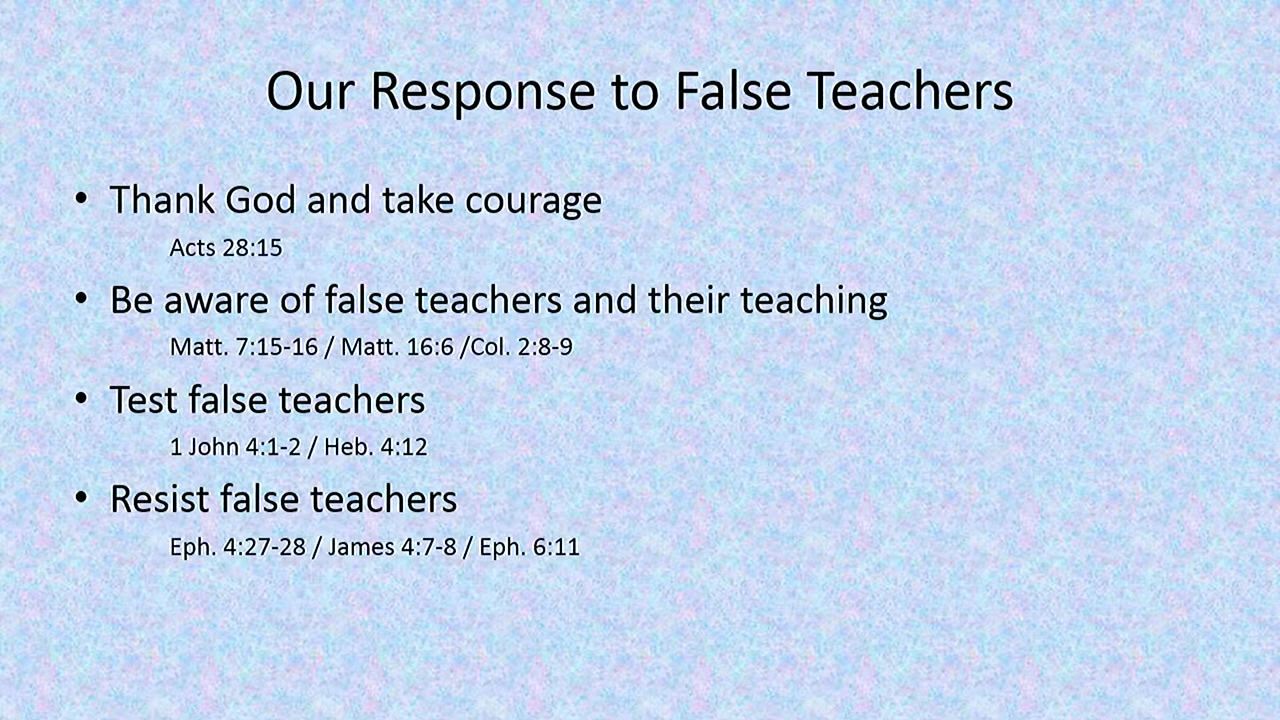 Our Response to False Teachers
• Thank God and take courage
Acts 28:15
• Be aware of false teachers and their teaching
Matt. 7:15-16 / Matt. 16:6 /Col. 2:8-9
• Test false teachers
1 John 4:1-2 / Heb. 4:12
• Resist false teachers
Eph. 4:27-28 / James 4:7-8 / Eph. 6:11